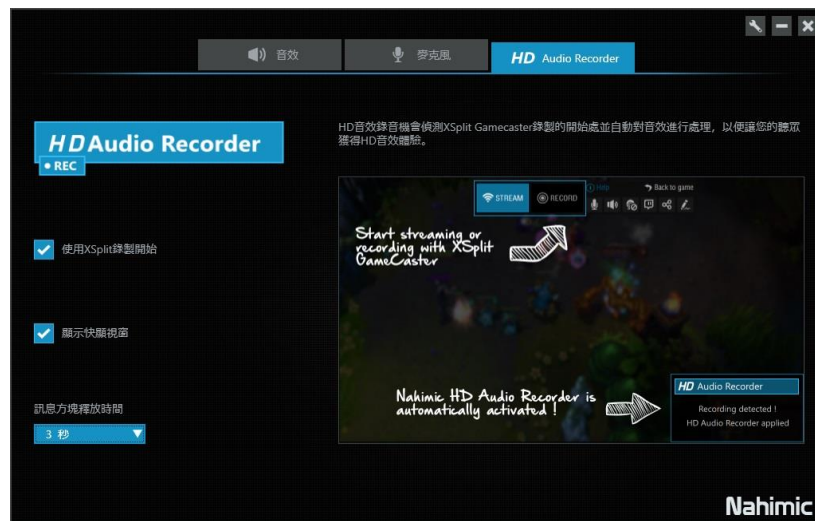 音效
麥克風
HD Audio Recorder
HD Audio Recorder
• REC
HD音效錄音機會偵測XSplit Gamecaster錄製的開始處並自動對音效進行處理，以便讓您的聽眾
獲得HD音效體驗。
使用XSplit錄製開始
顯示快顯視窗
訊息方塊釋放時間
3 秒
Help
Back to game
STREAM
RECORD
Start streaming or
recording with XSplit
GameCaster
Nahimic HD Audio Recorder is
automatically activated !
HD Audio Recorder
Recording detected !
HD Audio Recorder applied
Nahimic